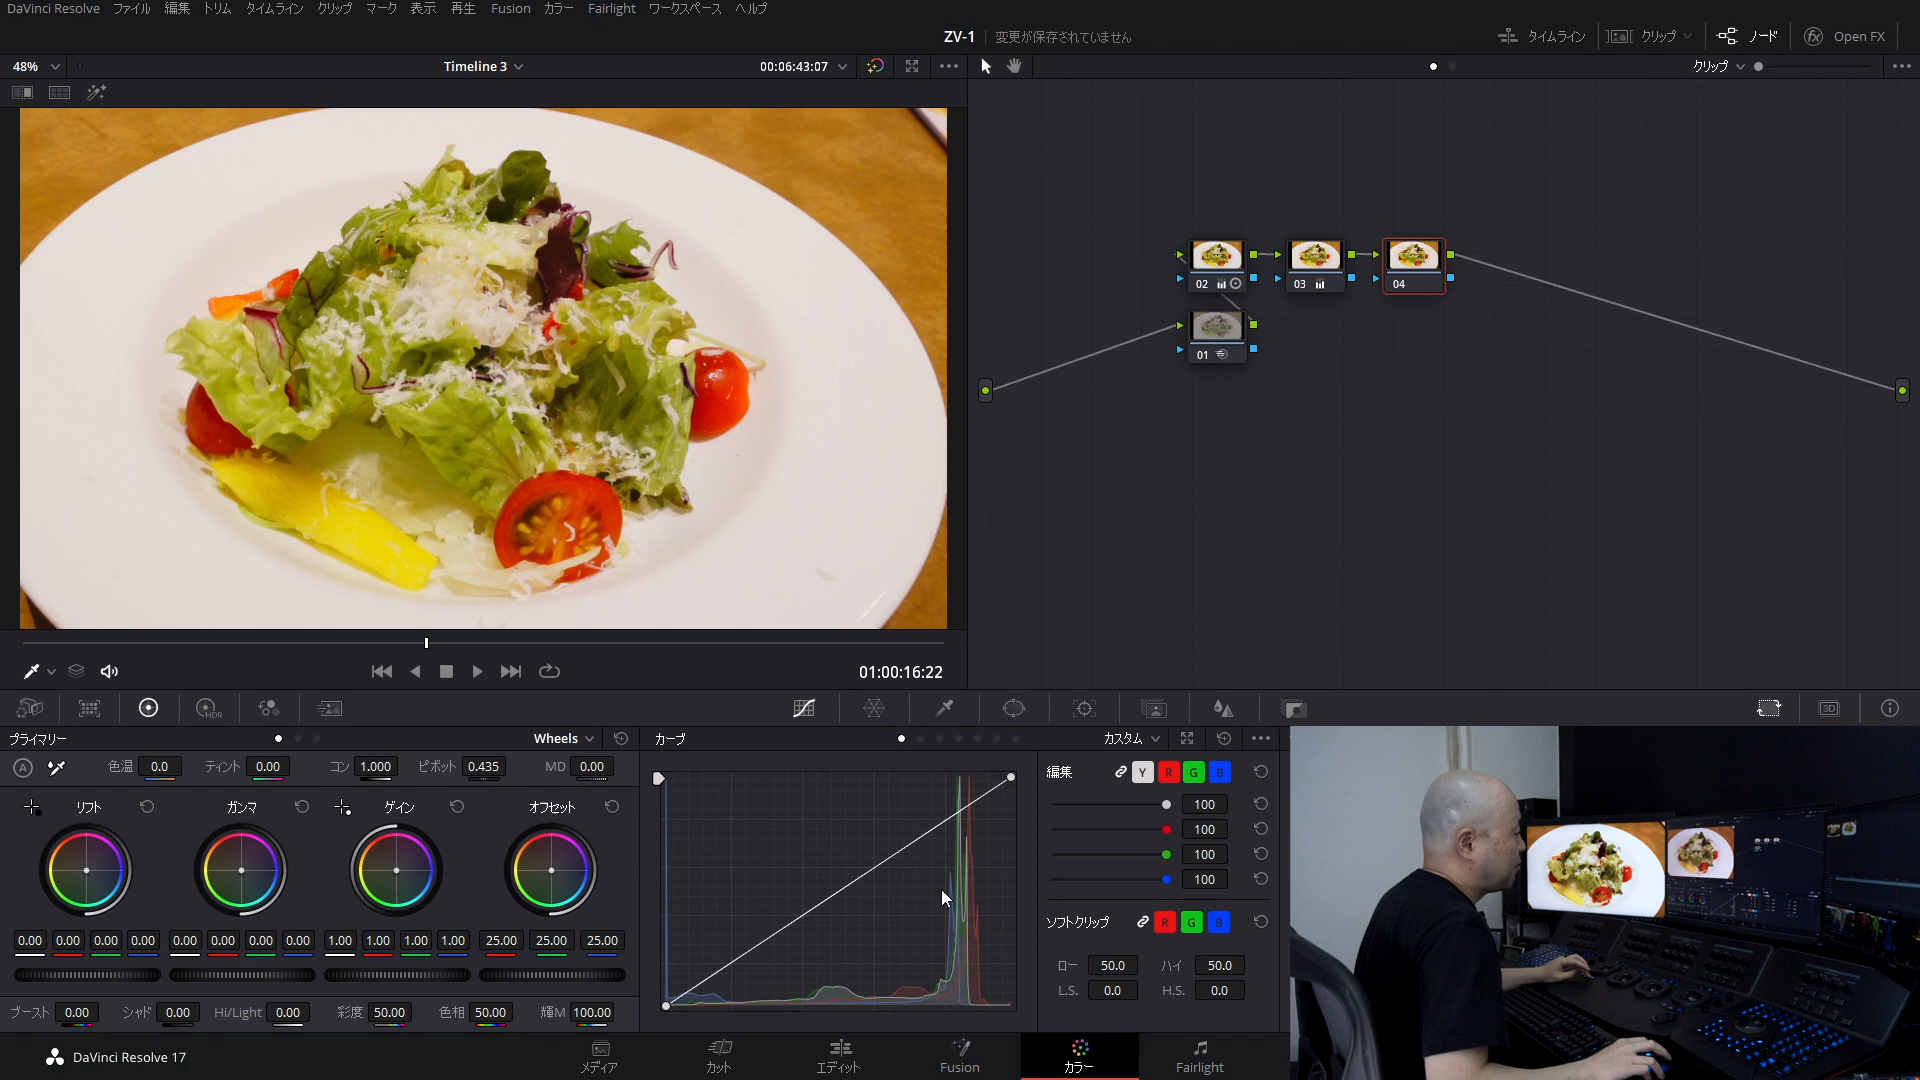 DaVinci Resolve ファイル 編集 トリム タイムライン クリップ マーク 表示 再生 Fusion カラー Fairlight ワークスペース ヘルプ
ZV-1 変更が保存されていません
タイムライン クリップ ノード Open FX
48% Timeline 3 00:06:43:07 クリップ
02 03 04
01
01:00:16:22
HDR 3D
プライマリー Wheels カーブ カスタム
A 色温 0.0 ティント 0.00 コン 1.000 ピボット 0.435 MD 0.00
編集 Y R G B
リフト ガンマ ゲイン オフセット
100
100
100
100
ソフトクリップ R G B
0.00 0.00 0.00 0.00 0.00 0.00 0.00 0.00 1.00 1.00 1.00 1.00 25.00 25.00 25.00
ロー 50.0 ハイ 50.0
L.S. 0.0 H.S. 0.0
ブースト 0.00 シャド 0.00 Hi/Light 0.00 彩度 50.00 色相 50.00 輝M 100.00
DaVinci Resolve 17 メディア カット エディット Fusion カラー Fairlight